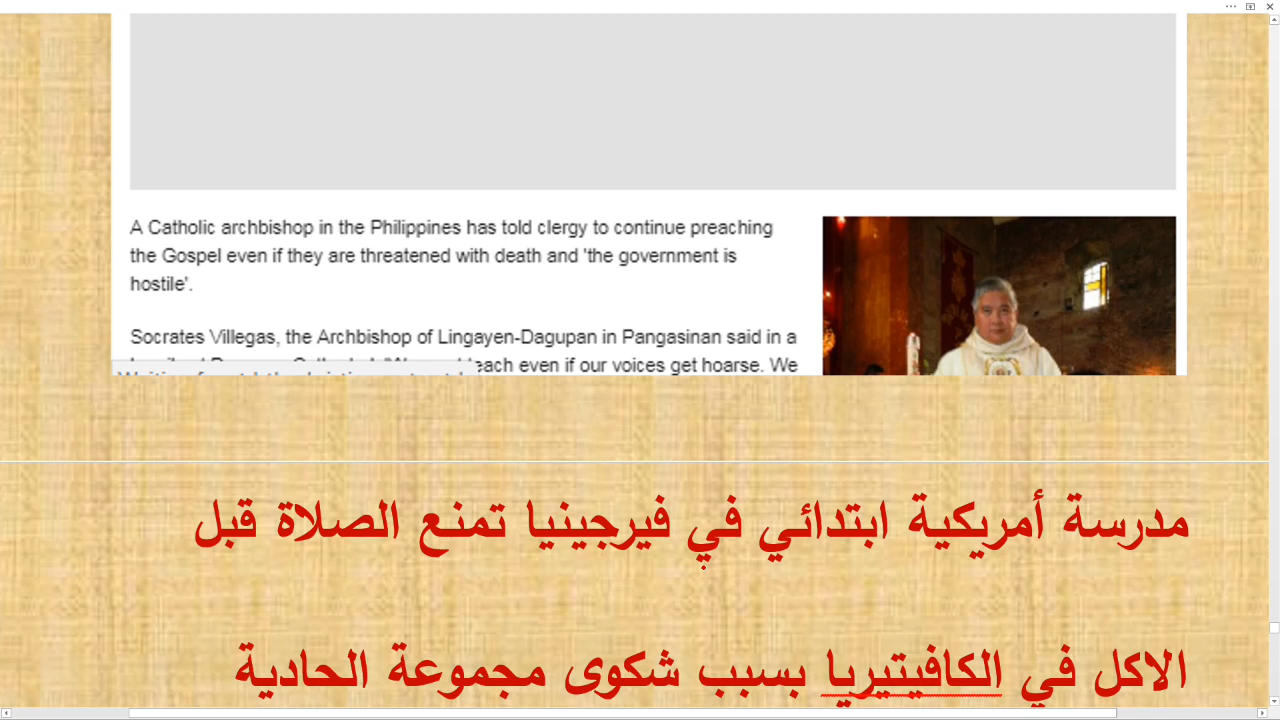 A Catholic archbishop in the Philippines has told clergy to continue preaching
the Gospel even if they are threatened with death and 'the government is
hostile'.
Socrates Villegas, the Archbishop of Lingayen-Dagupan in Pangasinan said in a
each even if our voices get hoarse. We
مدرسة أمريكية ابتدائي في فيرجينيا تمنع الصلاة قبل
الاكل في الكافيتيريا بسبب شكوى مجموعة الحادية